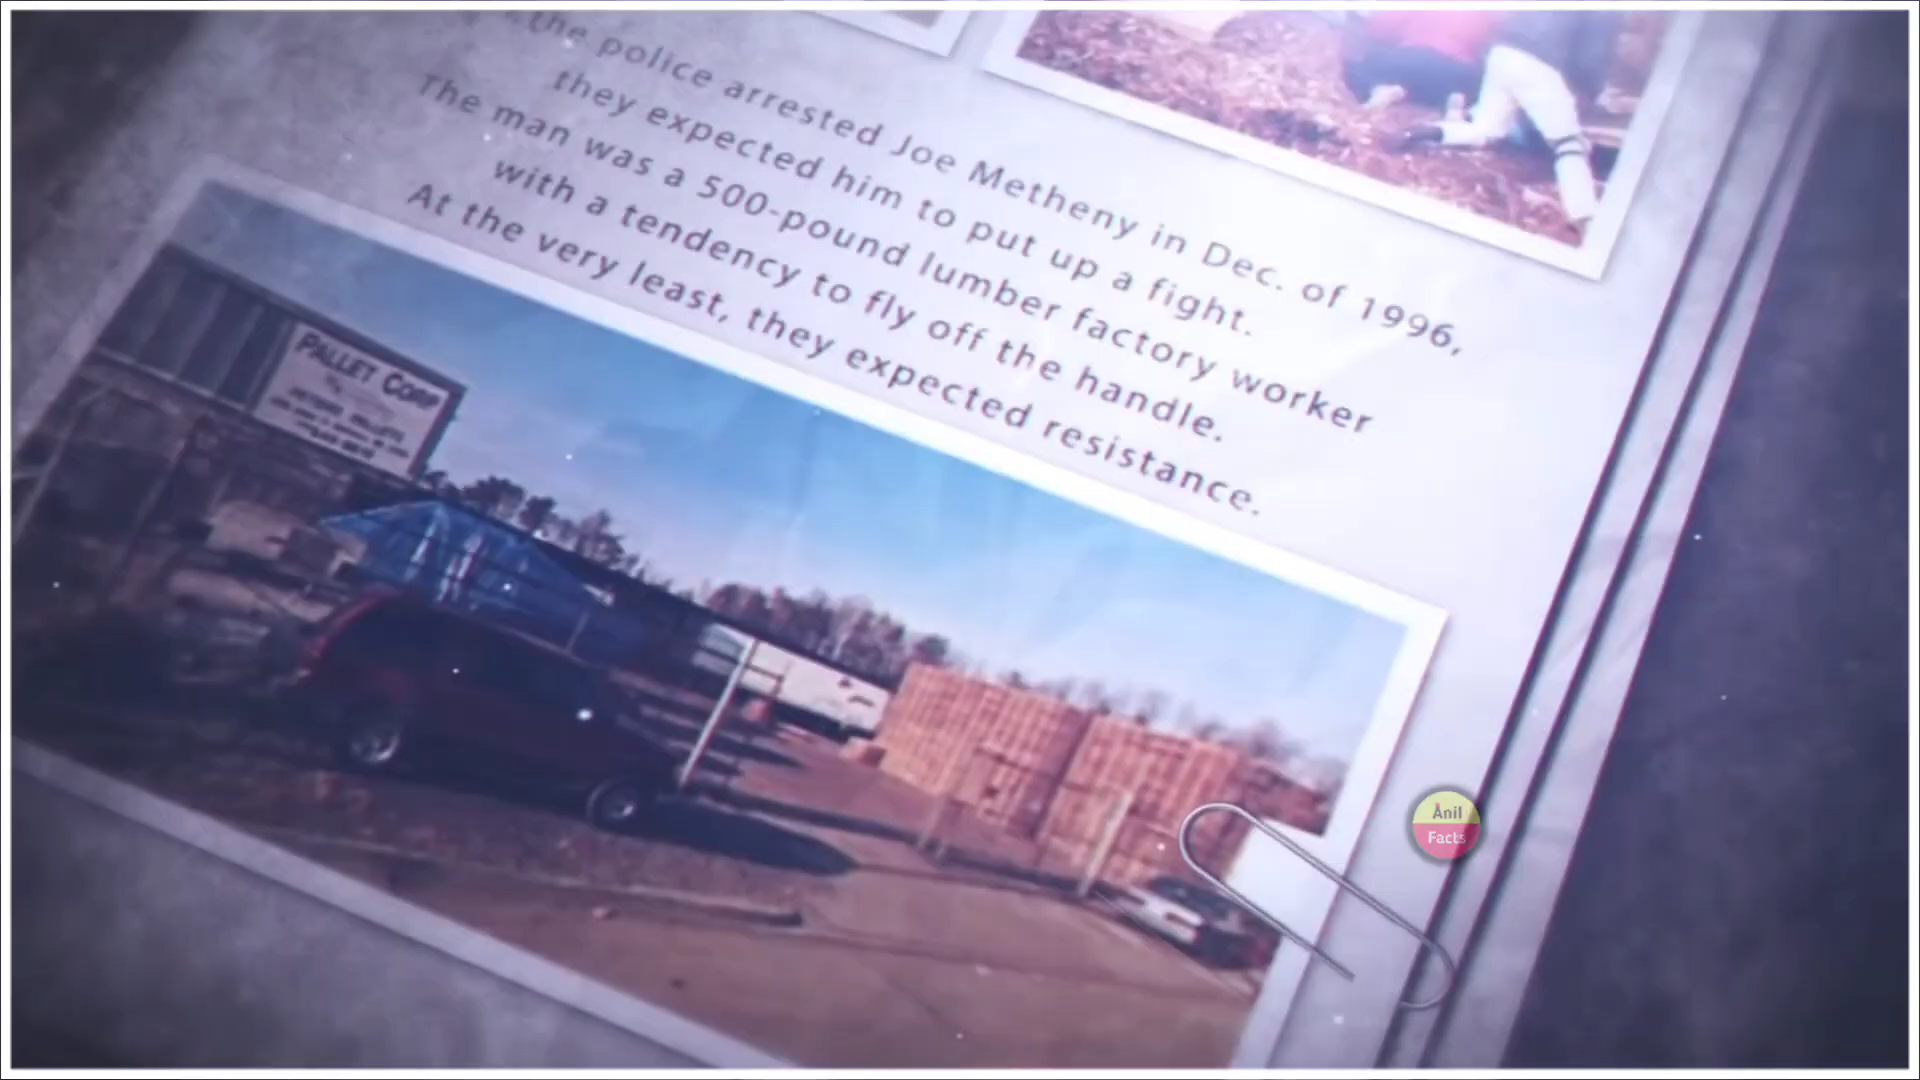 the police arrested Joe Metheny in Dec. of 1996,
they expected him to put up a fight.
The man was a 500-pound lumber factory worker
with a tendency to fly off the handle.
At the very least, they expected resistance.
PALLET CORP
Anil
Facts